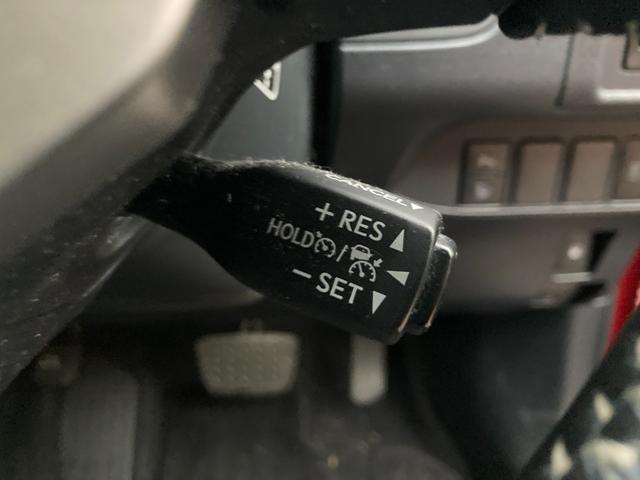 CANCEL
+ RES
HOLD /
− SET